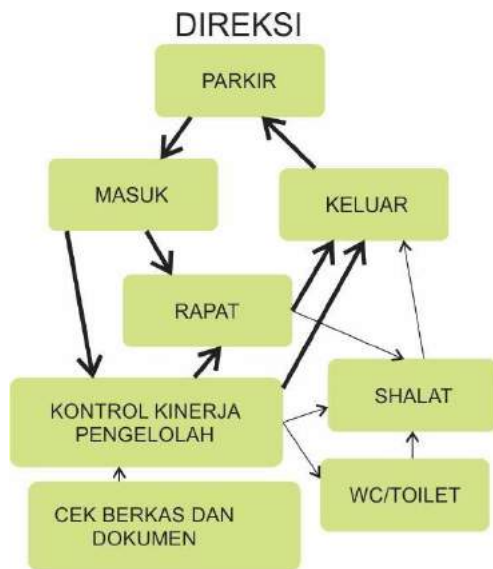 DIREKSI
PARKIR
MASUK
KELUAR
RAPAT
KONTROL KINERJA
PENGELOLAH
SHALAT
CEK BERKAS DAN
DOKUMEN
WC/TOILET